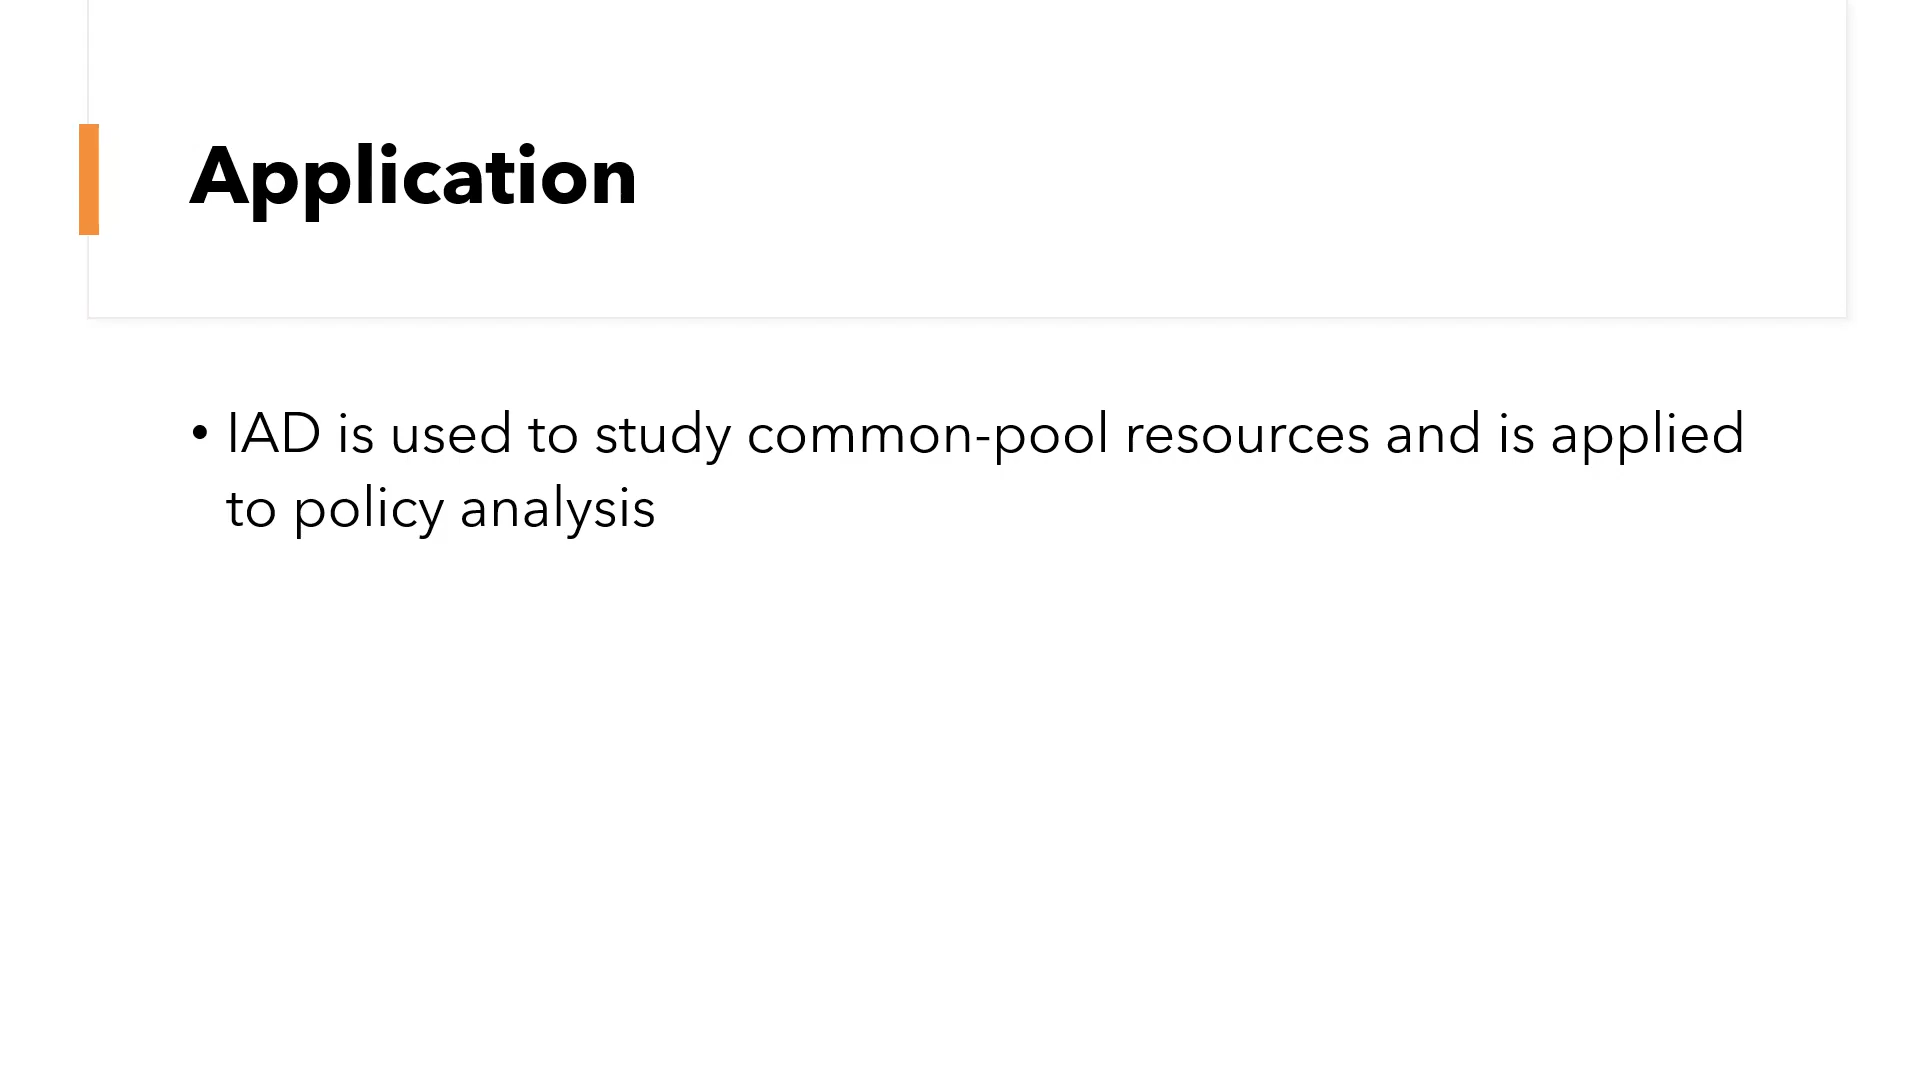 Application
• IAD is used to study common-pool resources and is applied
to policy analysis